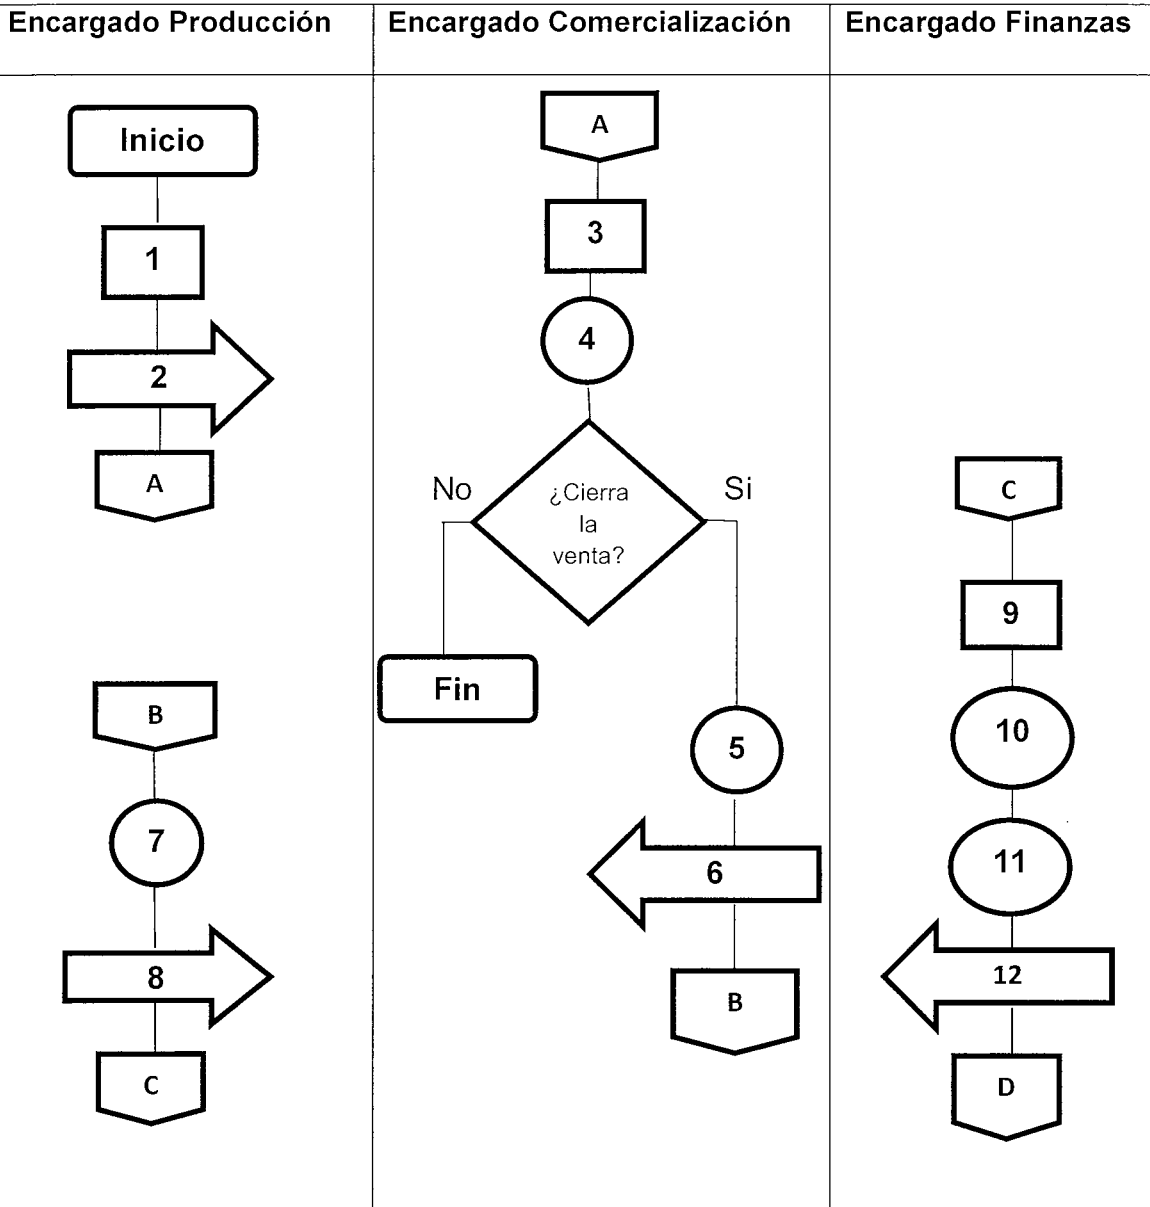 Encargado Producción
Encargado Comercialización
Encargado Finanzas
Inicio
1
2
A
B
7
8
C
A
3
4
¿Cierra
la
venta?
No
Si
Fin
5
6
B
C
9
10
11
12
D